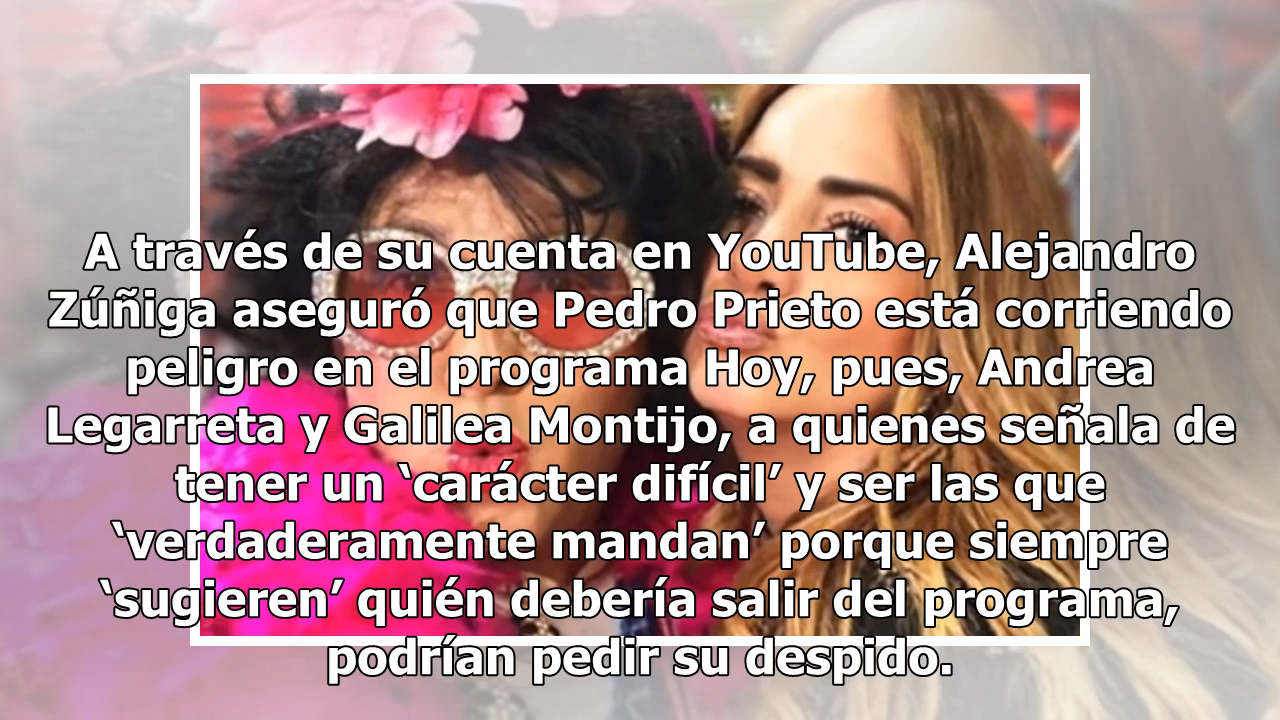 A través de su cuenta en YouTube, Alejandro
Zúñiga aseguró que Pedro Prieto está corriendo
peligro en el programa Hoy, pues, Andrea
Legarreta y Galilea Montijo, a quienes señala de
tener un ‘carácter difícil’ y ser las que
‘verdaderamente mandan’ porque siempre
‘sugieren’ quién debería salir del programa,
podrían pedir su despido.